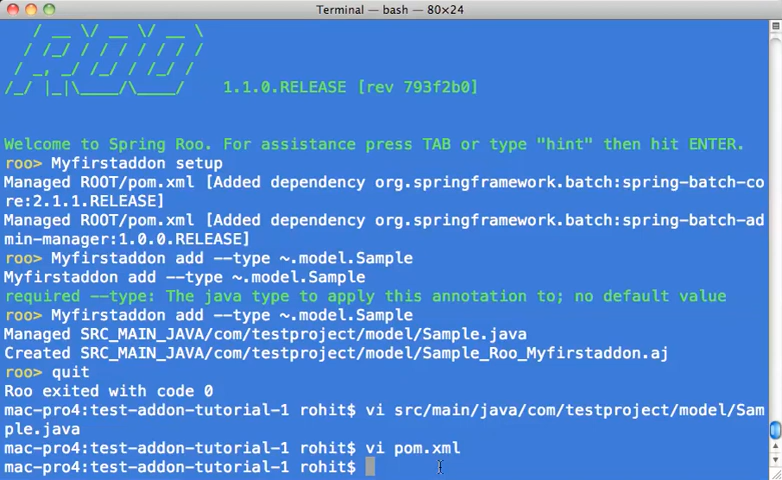 Terminal — bash — 80×24
/ __ \/ __ \/ __ \
/ /_/ / / / / / / /
/ _, _/ /_/ / /_/ /
/_/ |_|\____/\____/    1.1.0.RELEASE [rev 793f2b0]
Welcome to Spring Roo. For assistance press TAB or type "hint" then hit ENTER.
roo> Myfirstaddon setup
Managed ROOT/pom.xml [Added dependency org.springframework.batch:spring-batch-co
re:2.1.1.RELEASE]
Managed ROOT/pom.xml [Added dependency org.springframework.batch:spring-batch-ad
min-manager:1.0.0.RELEASE]
roo> Myfirstaddon add --type ~.model.Sample
Myfirstaddon add --type ~.model.Sample
required --type: The java type to apply this annotation to; no default value
roo> Myfirstaddon add --type ~.model.Sample
Managed SRC_MAIN_JAVA/com/testproject/model/Sample.java
Created SRC_MAIN_JAVA/com/testproject/model/Sample_Roo_Myfirstaddon.aj
roo> quit
Roo exited with code 0
mac-pro4:test-addon-tutorial-1 rohit$ vi src/main/java/com/testproject/model/Sam
ple.java
mac-pro4:test-addon-tutorial-1 rohit$ vi pom.xml
mac-pro4:test-addon-tutorial-1 rohit$